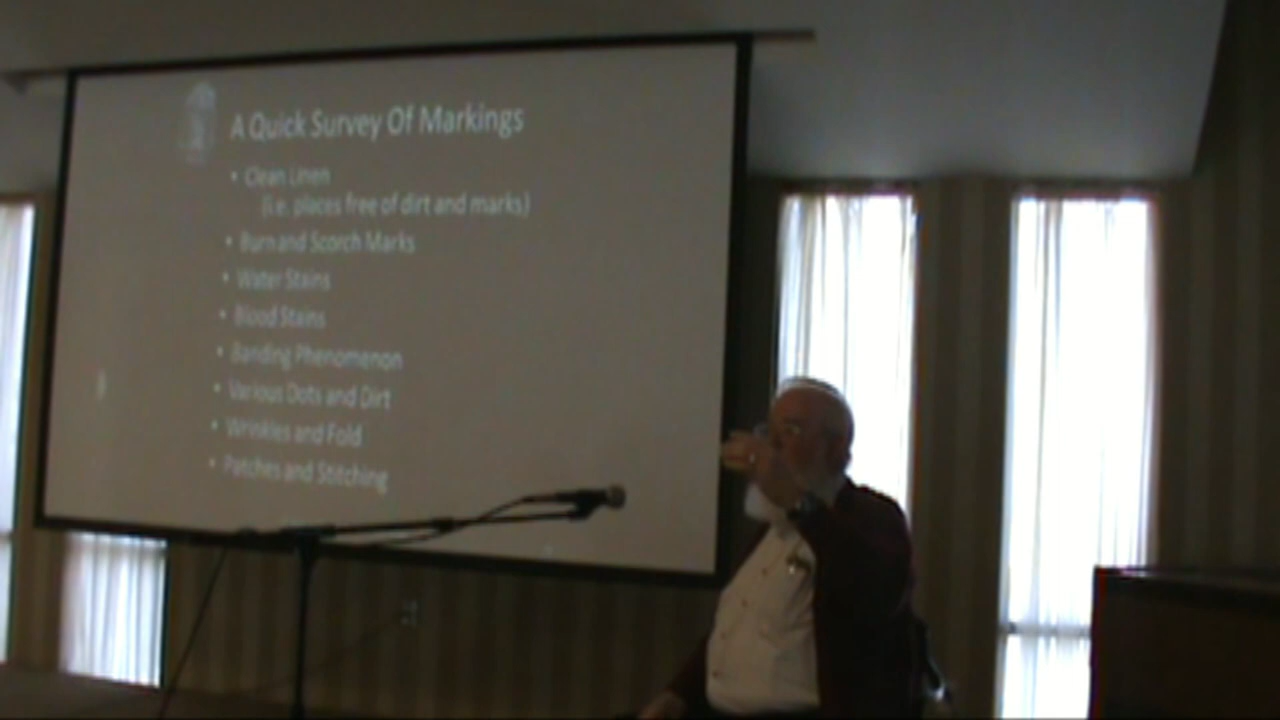 A Quick Survey Of Markings
• Clean Linen
(i.e. places free of dirt and marks)
• Burn and Scorch Marks
• Water Stains
• Blood Stains
• Banding Phenomenon
• Various Dots and Dirt
• Wrinkles and Fold
• Patches and Stitching